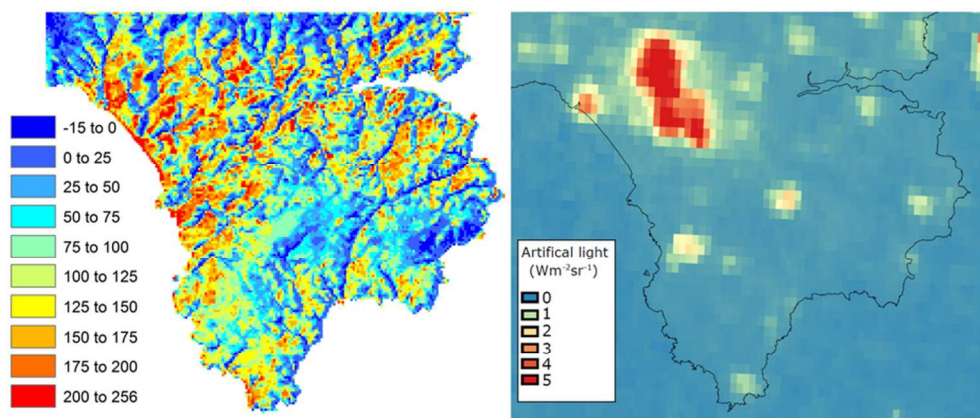 -15 to 0
0 to 25
25 to 50
50 to 75
75 to 100
100 to 125
125 to 150
150 to 175
175 to 200
200 to 256
Artifical light
(Wm⁻²sr⁻¹)
0
1
2
3
4
5